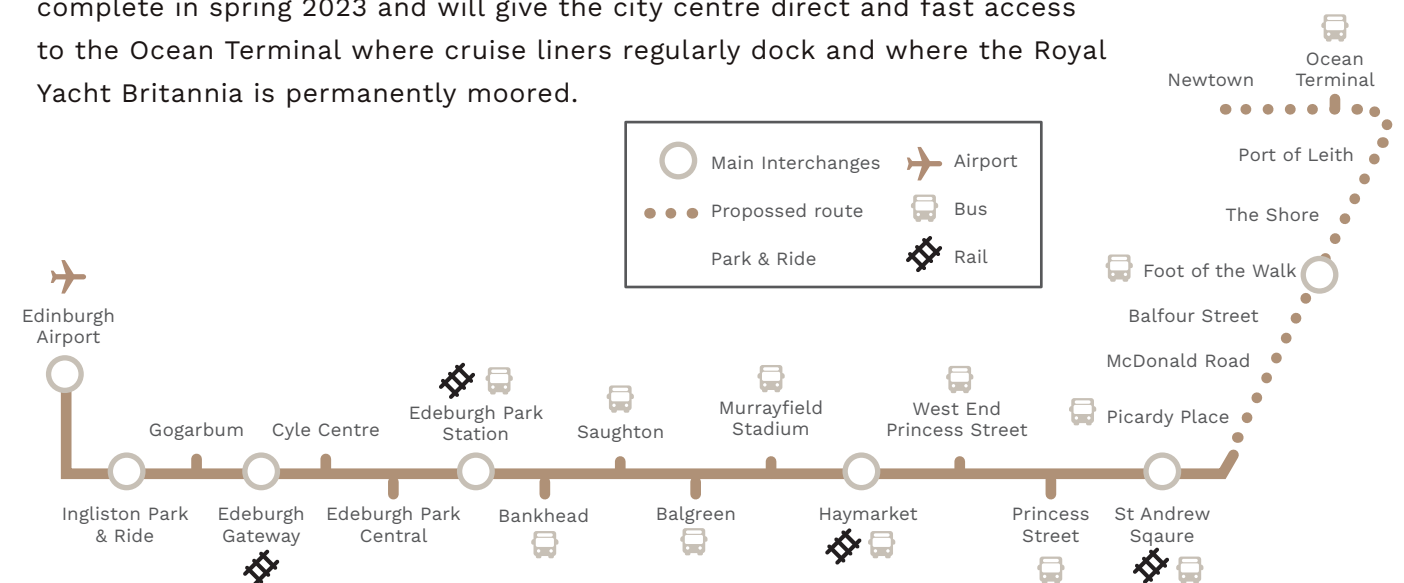 complete in spring 2023 and will give the city centre direct and fast access
to the Ocean Terminal where cruise liners regularly dock and where the Royal
Yacht Britannia is permanently moored.
Ocean
Terminal
Newtown
Main Interchanges
Airport
Propossed route
Bus
Park & Ride
Rail
Port of Leith
The Shore
Foot of the Walk
Balfour Street
McDonald Road
Picardy Place
Edinburgh
Airport
Gogarbum
Cyle Centre
Edeburgh Park
Station
Saughton
Murrayfield
Stadium
West End
Princess Street
Ingliston Park
& Ride
Edeburgh
Gateway
Edeburgh Park
Central
Bankhead
Balgreen
Haymarket
Princess
Street
St Andrew
Sqaure